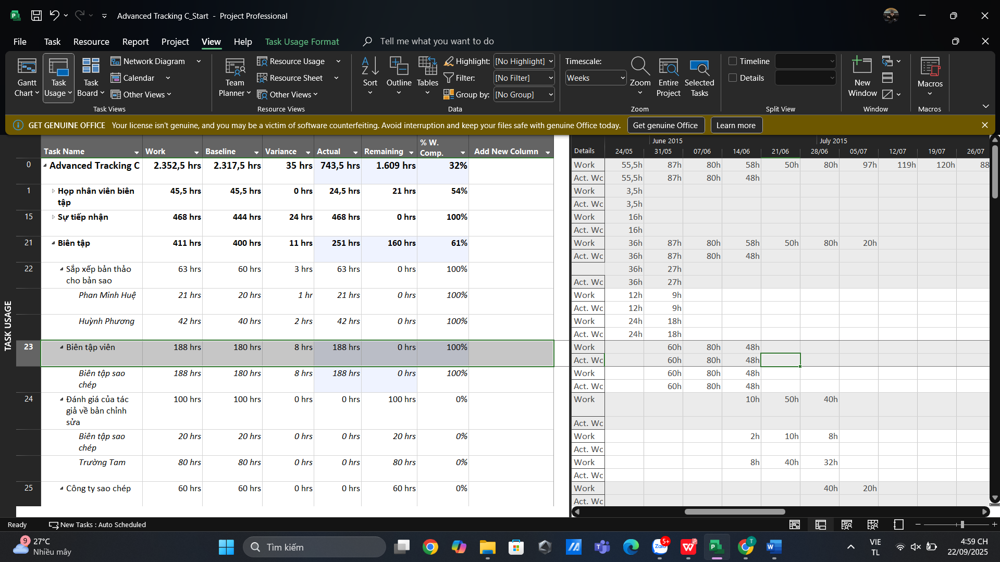 Advanced Tracking C_Start - Project Professional
File Task Resource Report Project View Help Task Usage Format Tell me what you want to do
Gantt Chart
Task Usage
Task Board
Network Diagram
Calendar
Other Views
Task Views
Team Planner
Resource Usage
Resource Sheet
Other Views
Resource Views
Sort
Outline
Tables
Highlight: [No Highlight]
Filter: [No Filter]
Group by: [No Group]
Data
Timescale:
Weeks
Zoom
Entire Project
Selected Tasks
Zoom
Timeline
Details
Split View
New Window
Window
Macros
Macros
GET GENUINE OFFICE Your license isn't genuine, and you may be a victim of software counterfeiting. Avoid interruption and keep your files safe with genuine Office today. Get genuine Office Learn more
TASK USAGE
Task Name Work Baseline Variance Actual Remaining % W. Comp. Add New Column
0 Advanced Tracking C 2.352,5 hrs 2.317,5 hrs 35 hrs 743,5 hrs 1.609 hrs 32%
1 Họp nhân viên biên 45,5 hrs 45,5 hrs 0 hrs 24,5 hrs 21 hrs 54%
tập
15 Sự tiếp nhận 468 hrs 444 hrs 24 hrs 468 hrs 0 hrs 100%
21 Biên tập 411 hrs 400 hrs 11 hrs 251 hrs 160 hrs 61%
22 Sắp xếp bản thảo 63 hrs 60 hrs 3 hrs 63 hrs 0 hrs 100%
cho bản sao
Phan Minh Huệ 21 hrs 20 hrs 1 hr 21 hrs 0 hrs 100%
Huỳnh Phương 42 hrs 40 hrs 2 hrs 42 hrs 0 hrs 100%
23 Biên tập viên 188 hrs 180 hrs 8 hrs 188 hrs 0 hrs 100%
Biên tập sao 188 hrs 180 hrs 8 hrs 188 hrs 0 hrs 100%
chép
24 Đánh giá của tác 100 hrs 100 hrs 0 hrs 0 hrs 100 hrs 0%
giả về bản chỉnh
sửa
Biên tập sao 20 hrs 20 hrs 0 hrs 0 hrs 20 hrs 0%
chép
Trường Tam 80 hrs 80 hrs 0 hrs 0 hrs 80 hrs 0%
25 Công ty sao chép 60 hrs 60 hrs 0 hrs 0 hrs 60 hrs 0%
June 2015 July 2015
Details 24/05 31/05 07/06 14/06 21/06 28/06 05/07 12/07 19/07 26/07
Work 55,5h 87h 80h 58h 50h 80h 97h 119h 120h 88
Act. Wc 55,5h 87h 80h 48h
Work 3,5h
Act. Wc 3,5h
Work 16h
Act. Wc 16h
Work 36h 87h 80h 58h 50h 80h 20h
Act. Wc 36h 87h 80h 48h
36h 27h
Act. Wc 36h 27h
Work 12h 9h
Act. Wc 12h 9h
Work 24h 18h
Act. Wc 24h 18h
Work 60h 80h 48h
Act. Wc 60h 80h 48h
Work 60h 80h 48h
Act. Wc 60h 80h 48h
Work 10h 50h 40h
Act. Wc
Work 2h 10h 8h
Act. Wc
Work 8h 40h 32h
Act. Wc
Work 40h 20h
Act. Wc
Ready New Tasks : Auto Scheduled
9 27°C
Nhiều mây
Tìm kiếm
Zalo 5+
T
VIE
TL
4:59 CH
22/09/2025